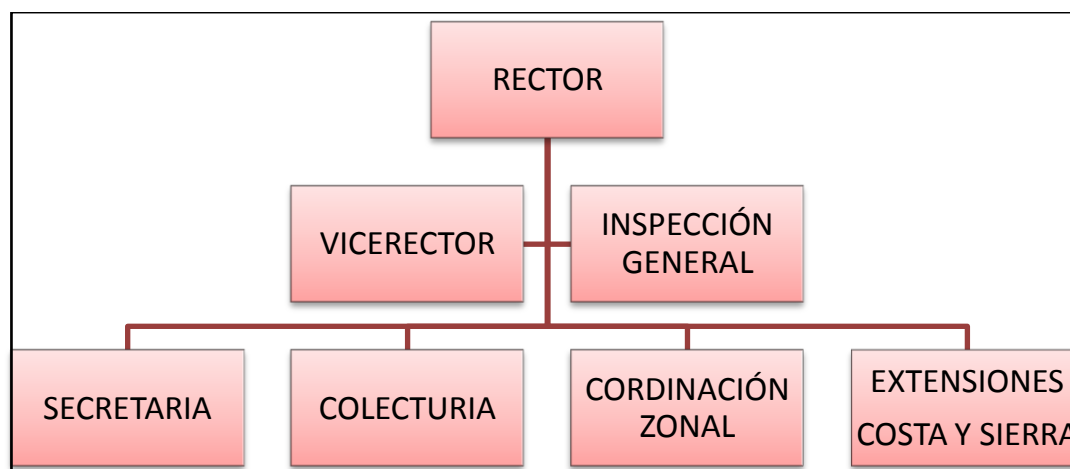 RECTOR
VICERECTOR
INSPECCIÓN
GENERAL
SECRETARIA
COLECTURIA
CORDINACIÓN
ZONAL
EXTENSIONES
COSTA Y SIERRA